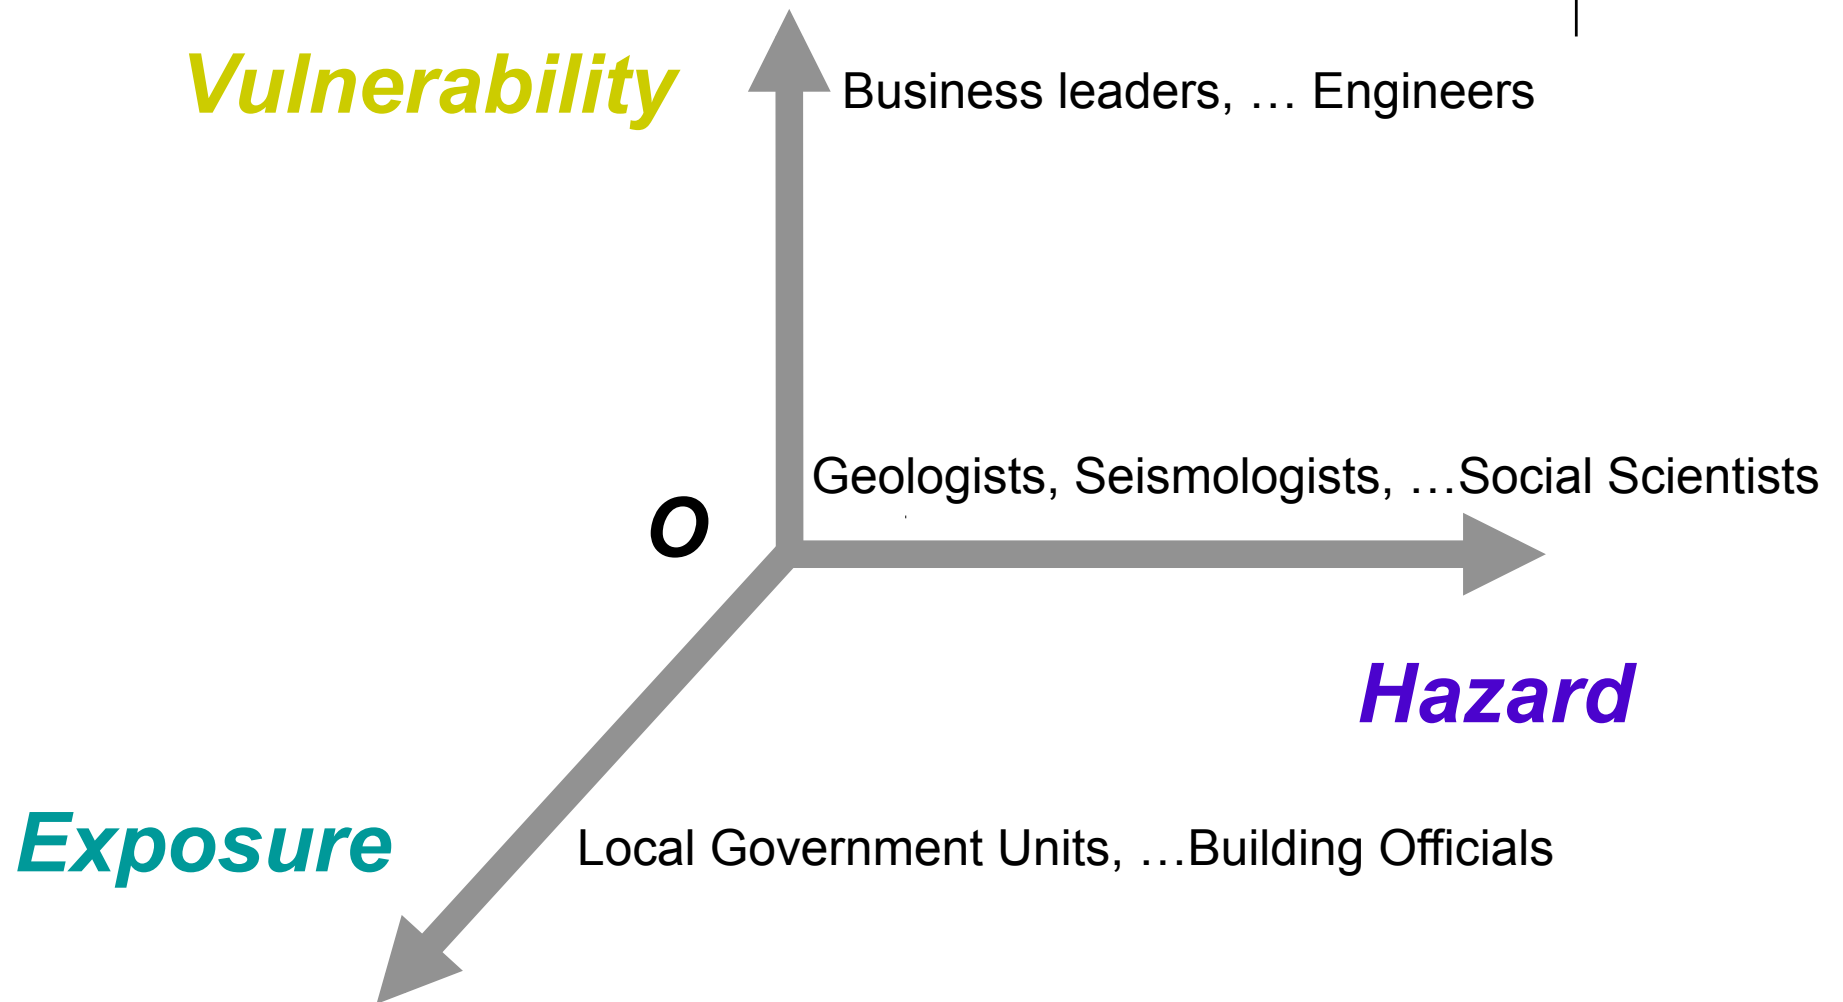 Vulnerability
Business leaders, … Engineers
Geologists, Seismologists, …Social Scientists
O
Hazard
Exposure
Local Government Units, …Building Officials